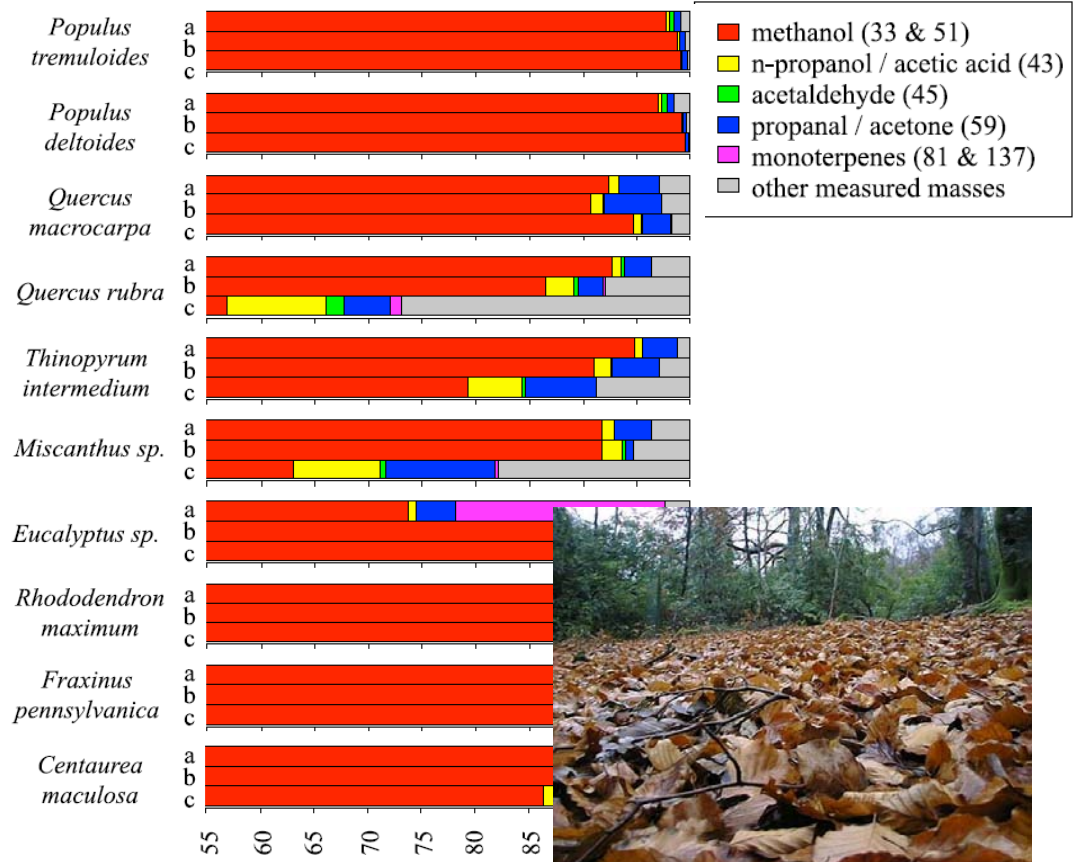 Populus
tremuloides
a
b
c
Populus
deltoides
a
b
c
Quercus
macrocarpa
a
b
c
Quercus rubra
a
b
c
Thinopyrum
intermedium
a
b
c
Miscanthus sp.
a
b
c
Eucalyptus sp.
a
b
c
Rhododendron
maximum
a
b
c
Fraxinus
pennsylvanica
a
b
c
Centaurea
maculosa
a
b
c
55 60 65 70 75 80 85
methanol (33 & 51)
n-propanol / acetic acid (43)
acetaldehyde (45)
propanal / acetone (59)
monoterpenes (81 & 137)
other measured masses